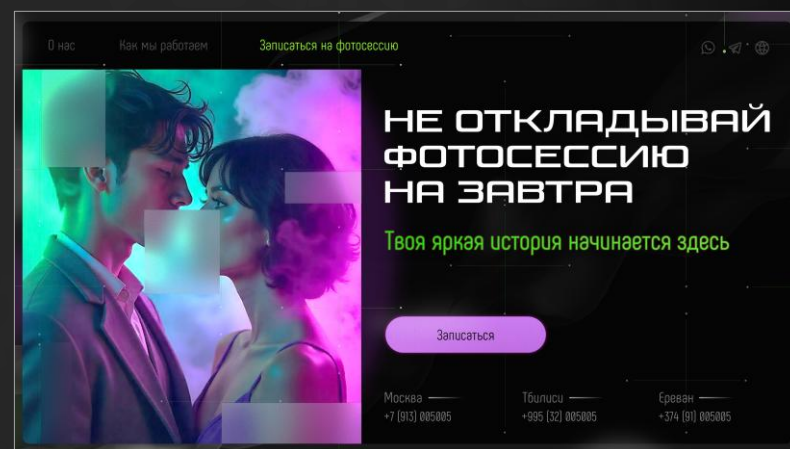 О нас
Как мы работаем
Записаться на фотосессию
НЕ ОТКЛАДЫВАЙ
ФОТОСЕССИЮ
НА ЗАВТРА
Твоя яркая история начинается здесь
Записаться
Москва
+7 (913) 005005
Тбилиси
+995 (32) 005005
Ереван
+374 (91) 005005